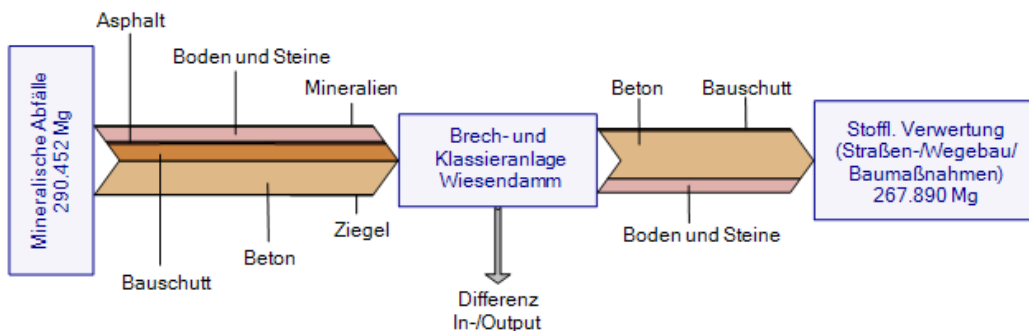 Asphalt
Boden und Steine
Mineralien
Mineralische Abfälle
290.452 Mg
Bauschutt
Beton
Ziegel
Brech- und
Klassieranlage
Wiesendamm
Differenz
In-/Output
Beton
Bauschutt
Boden und Steine
Stoffl. Verwertung
(Straßen-/Wegebau/
Baumaßnahmen)
267.890 Mg